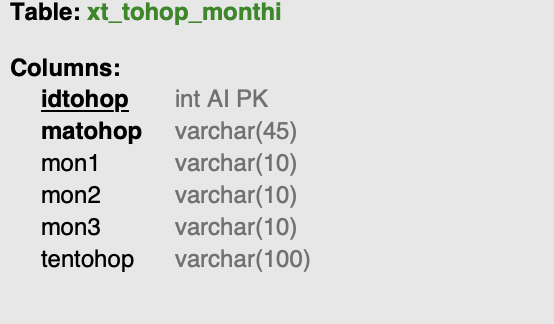 Table: xt_tohop_monthi
Columns:
idtohop int AI PK
matohop varchar(45)
mon1 varchar(10)
mon2 varchar(10)
mon3 varchar(10)
tentohop varchar(100)